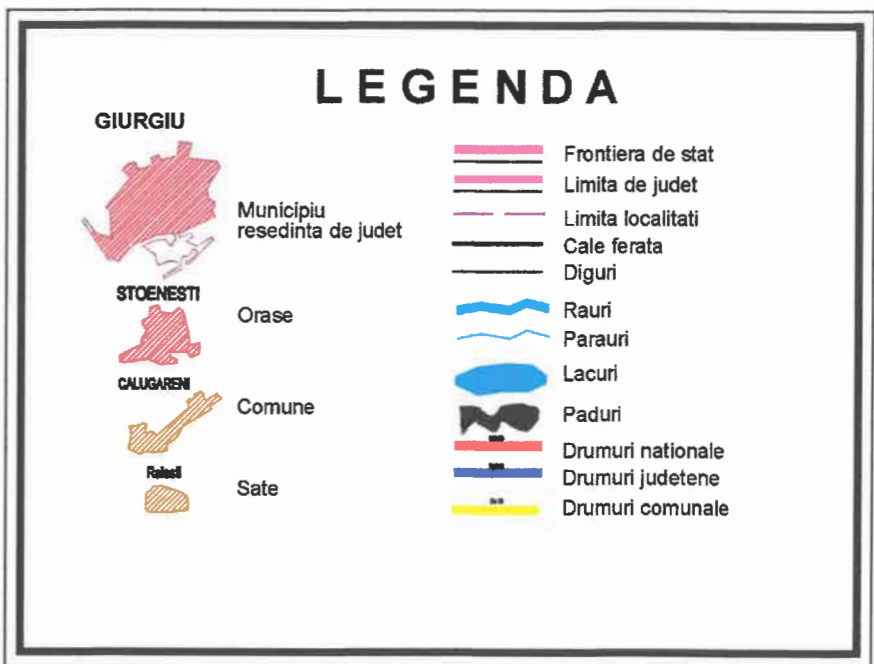 LEGENDA
GIURGIU
Municipiu
resedinta de judet
STOENESTI
Orase
CALUGARENI
Comune
Sate
Frontiera de stat
Limita de judet
Limita localitati
Cale ferata
Diguri
Rauri
Parauri
Lacuri
Paduri
Drumuri nationale
Drumuri judetene
Drumuri comunale